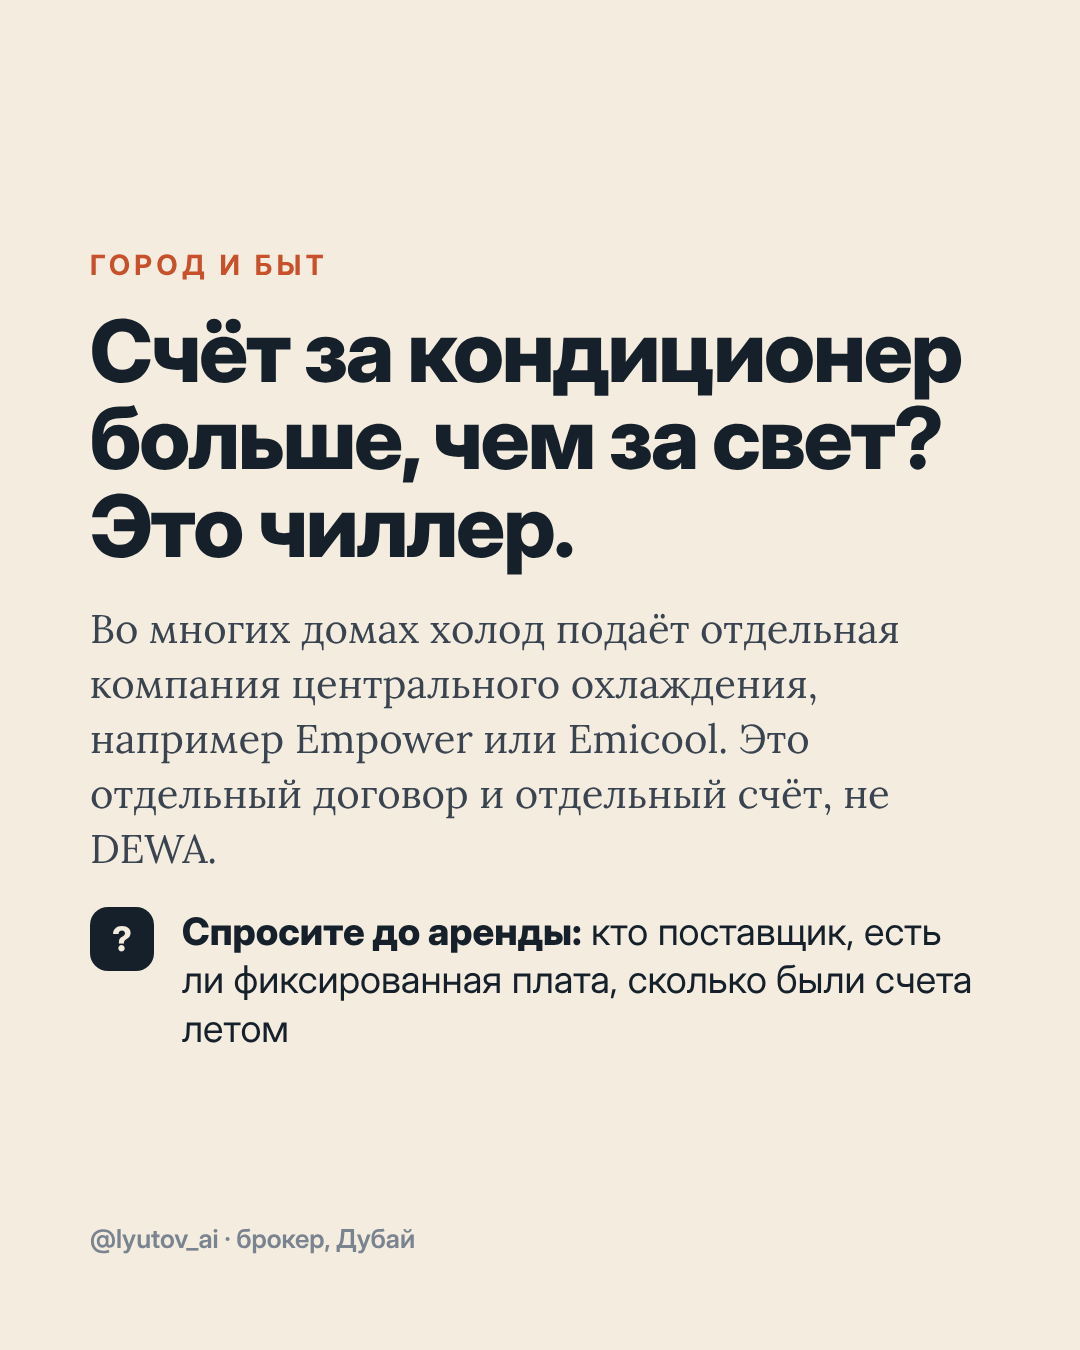 ГОРОД И БЫТ
Счёт за кондиционер
больше, чем за свет?
Это чиллер.
Во многих домах холод подаёт отдельная
компания центрального охлаждения,
например Empower или Emicool. Это
отдельный договор и отдельный счёт, не
DEWA.
?
Спросите до аренды: кто поставщик, есть
ли фиксированная плата, сколько были счета
летом
@lyutov_ai · брокер, Дубай